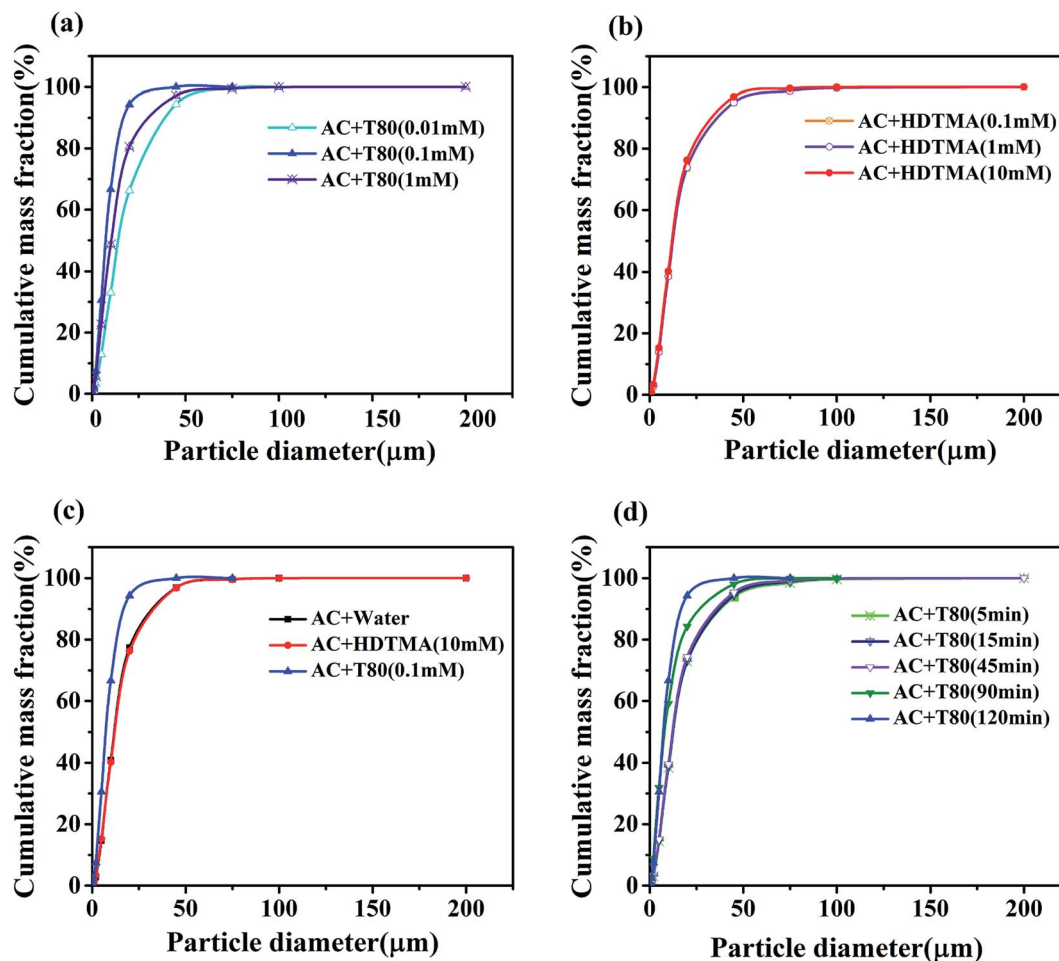 (a)
Cumulative mass fraction(%)
100
80
60
40
20
0
AC+T80(0.01mM)
AC+T80(0.1mM)
AC+T80(1mM)
0 50 100 150 200
Particle diameter(μm)
(b)
Cumulative mass fraction(%)
100
80
60
40
20
0
AC+HDTMA(0.1mM)
AC+HDTMA(1mM)
AC+HDTMA(10mM)
0 50 100 150 200
Particle diameter(μm)
(c)
Cumulative mass fraction(%)
100
80
60
40
20
0
AC+Water
AC+HDTMA(10mM)
AC+T80(0.1mM)
0 50 100 150 200
Particle diameter(μm)
(d)
Cumulative mass fraction(%)
100
80
60
40
20
0
AC+T80(5min)
AC+T80(15min)
AC+T80(45min)
AC+T80(90min)
AC+T80(120min)
0 50 100 150 200
Particle diameter(μm)